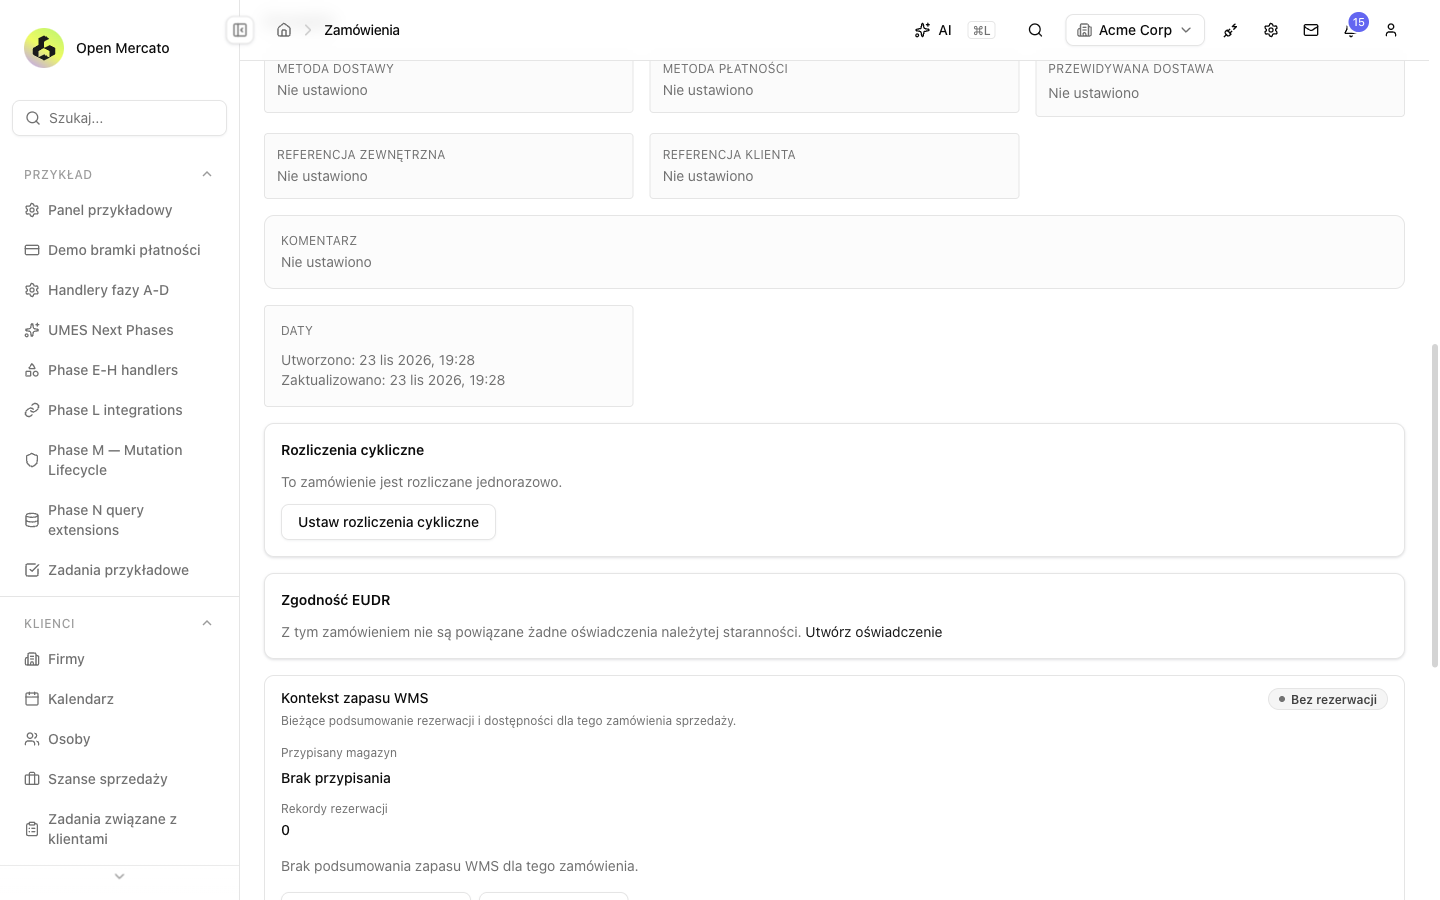 Open Mercato
Szukaj...
PRZYKŁAD
Panel przykładowy
Demo bramki płatności
Handlery fazy A-D
UMES Next Phases
Phase E-H handlers
Phase L integrations
Phase M — Mutation
Lifecycle
Phase N query
extensions
Zadania przykładowe
KLIENCI
Firmy
Kalendarz
Osoby
Szanse sprzedaży
Zadania związane z
klientami
Zamówienia
AI ⌘L
Acme Corp
15
METODA DOSTAWY
Nie ustawiono
METODA PŁATNOŚCI
Nie ustawiono
PRZEWIDYWANA DOSTAWA
Nie ustawiono
REFERENCJA ZEWNĘTRZNA
Nie ustawiono
REFERENCJA KLIENTA
Nie ustawiono
KOMENTARZ
Nie ustawiono
DATY
Utworzono: 23 lis 2026, 19:28
Zaktualizowano: 23 lis 2026, 19:28
Rozliczenia cykliczne
To zamówienie jest rozliczane jednorazowo.
Ustaw rozliczenia cykliczne
Zgodność EUDR
Z tym zamówieniem nie są powiązane żadne oświadczenia należytej staranności. Utwórz oświadczenie
Kontekst zapasu WMS
Bez rezerwacji
Bieżące podsumowanie rezerwacji i dostępności dla tego zamówienia sprzedaży.
Przypisany magazyn
Brak przypisania
Rekordy rezerwacji
0
Brak podsumowania zapasu WMS dla tego zamówienia.